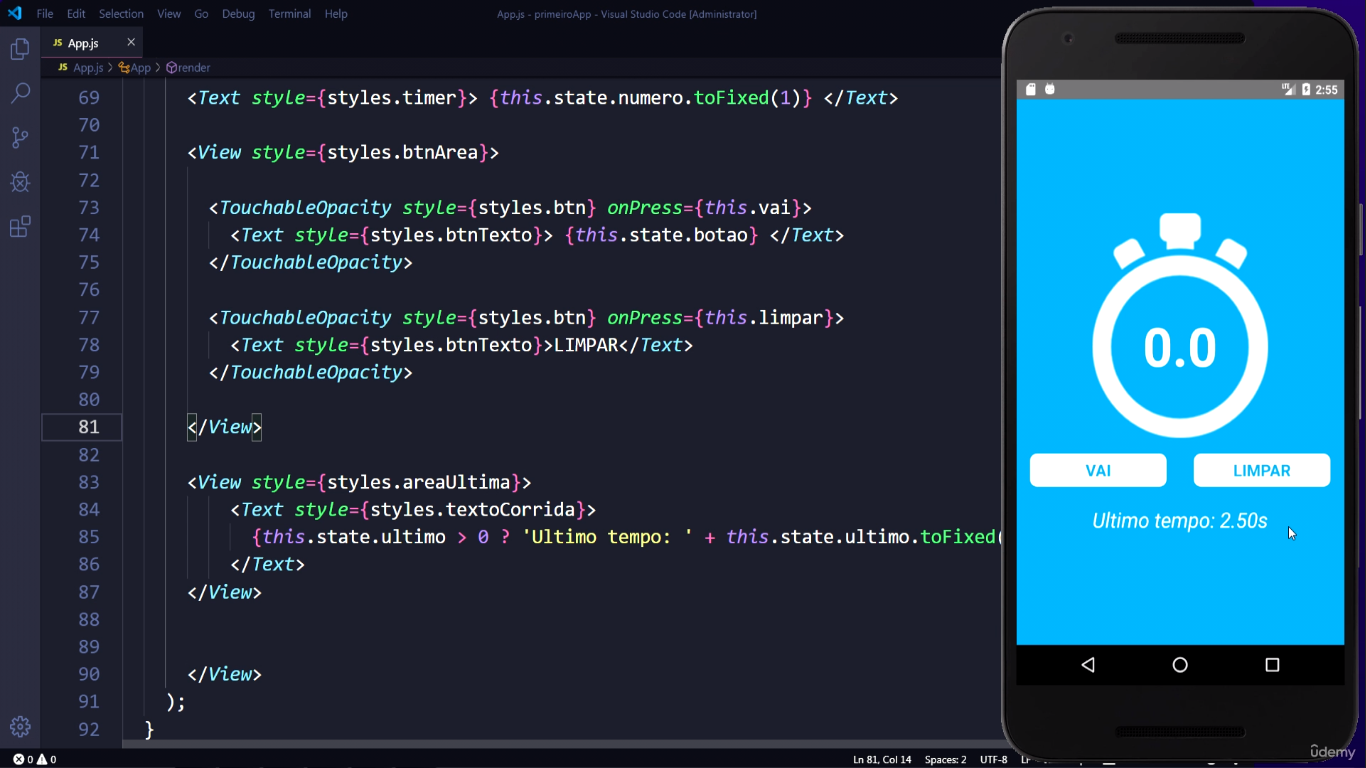 File Edit Selection View Go Debug Terminal Help
App.js - primeiroApp - Visual Studio Code [Administrator]
JS App.js ×
JS App.js > App > render
69 <Text style={styles.timer}> {this.state.numero.toFixed(1)} </Text>
70
71 <View style={styles.btnArea}>
72
73 <TouchableOpacity style={styles.btn} onPress={this.vai}>
74 <Text style={styles.btnTexto}> {this.state.botao} </Text>
75 </TouchableOpacity>
76
77 <TouchableOpacity style={styles.btn} onPress={this.limpar}>
78 <Text style={styles.btnTexto}>LIMPAR</Text>
79 </TouchableOpacity>
80
81 </View>
82
83 <View style={styles.areaUltima}>
84 <Text style={styles.textoCorrida}>
85 {this.state.ultimo > 0 ? 'Ultimo tempo: ' + this.state.ultimo.toFixed(
86 </Text>
87 </View>
88
89
90 </View>
91 );
92 }
LTE 2:55
0.0
VAI LIMPAR
Ultimo tempo: 2.50s
0 0 Ln 81, Col 14 Spaces: 2 UTF-8
ûdemy